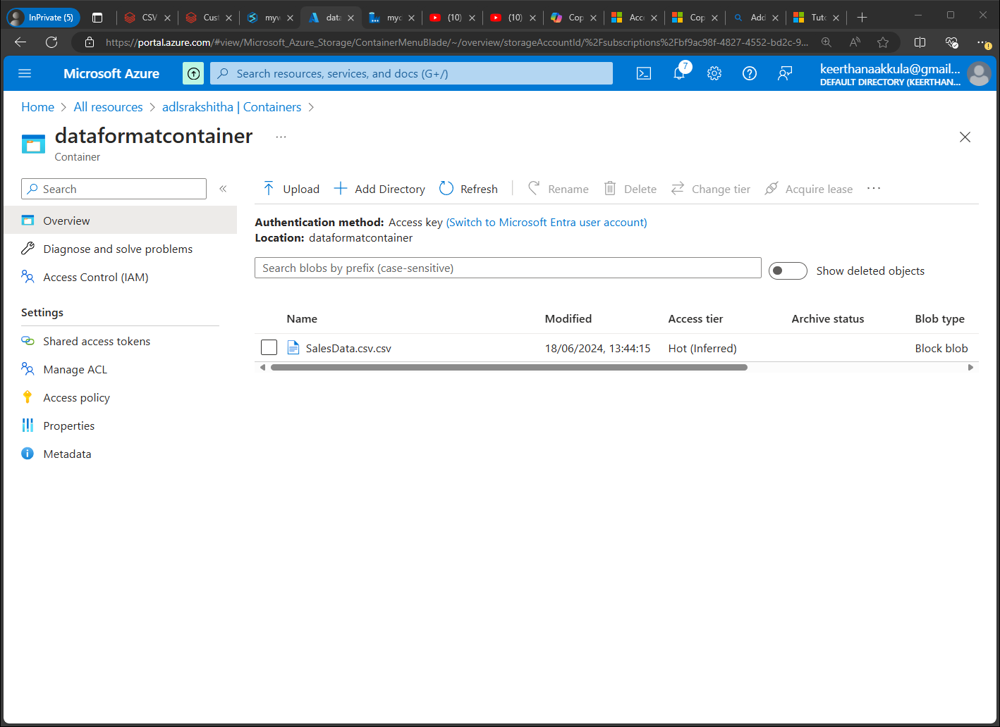 InPrivate (5)
CSV
Cust
myw
data
myc
(10)
(10)
Cop
Acc
Cop
Add
Tuto
https://portal.azure.com/#view/Microsoft_Azure_Storage/ContainerMenuBlade/~/overview/storageAccountId/%2Fsubscriptions%2Fbf9ac98f-4827-4552-bd2c-9...
Microsoft Azure
Search resources, services, and docs (G+/)
7
keerthanaakkula@gmail...
DEFAULT DIRECTORY (KEERTHAN...
Home > All resources > adlsrakshitha | Containers >
dataformatcontainer ...
Container
Search
Upload
Add Directory
Refresh
Rename
Delete
Change tier
Acquire lease
Overview
Diagnose and solve problems
Access Control (IAM)
Settings
Shared access tokens
Manage ACL
Access policy
Properties
Metadata
Authentication method: Access key (Switch to Microsoft Entra user account)
Location: dataformatcontainer
Search blobs by prefix (case-sensitive)
Show deleted objects
Name Modified Access tier Archive status Blob type
SalesData.csv.csv 18/06/2024, 13:44:15 Hot (Inferred) Block blob